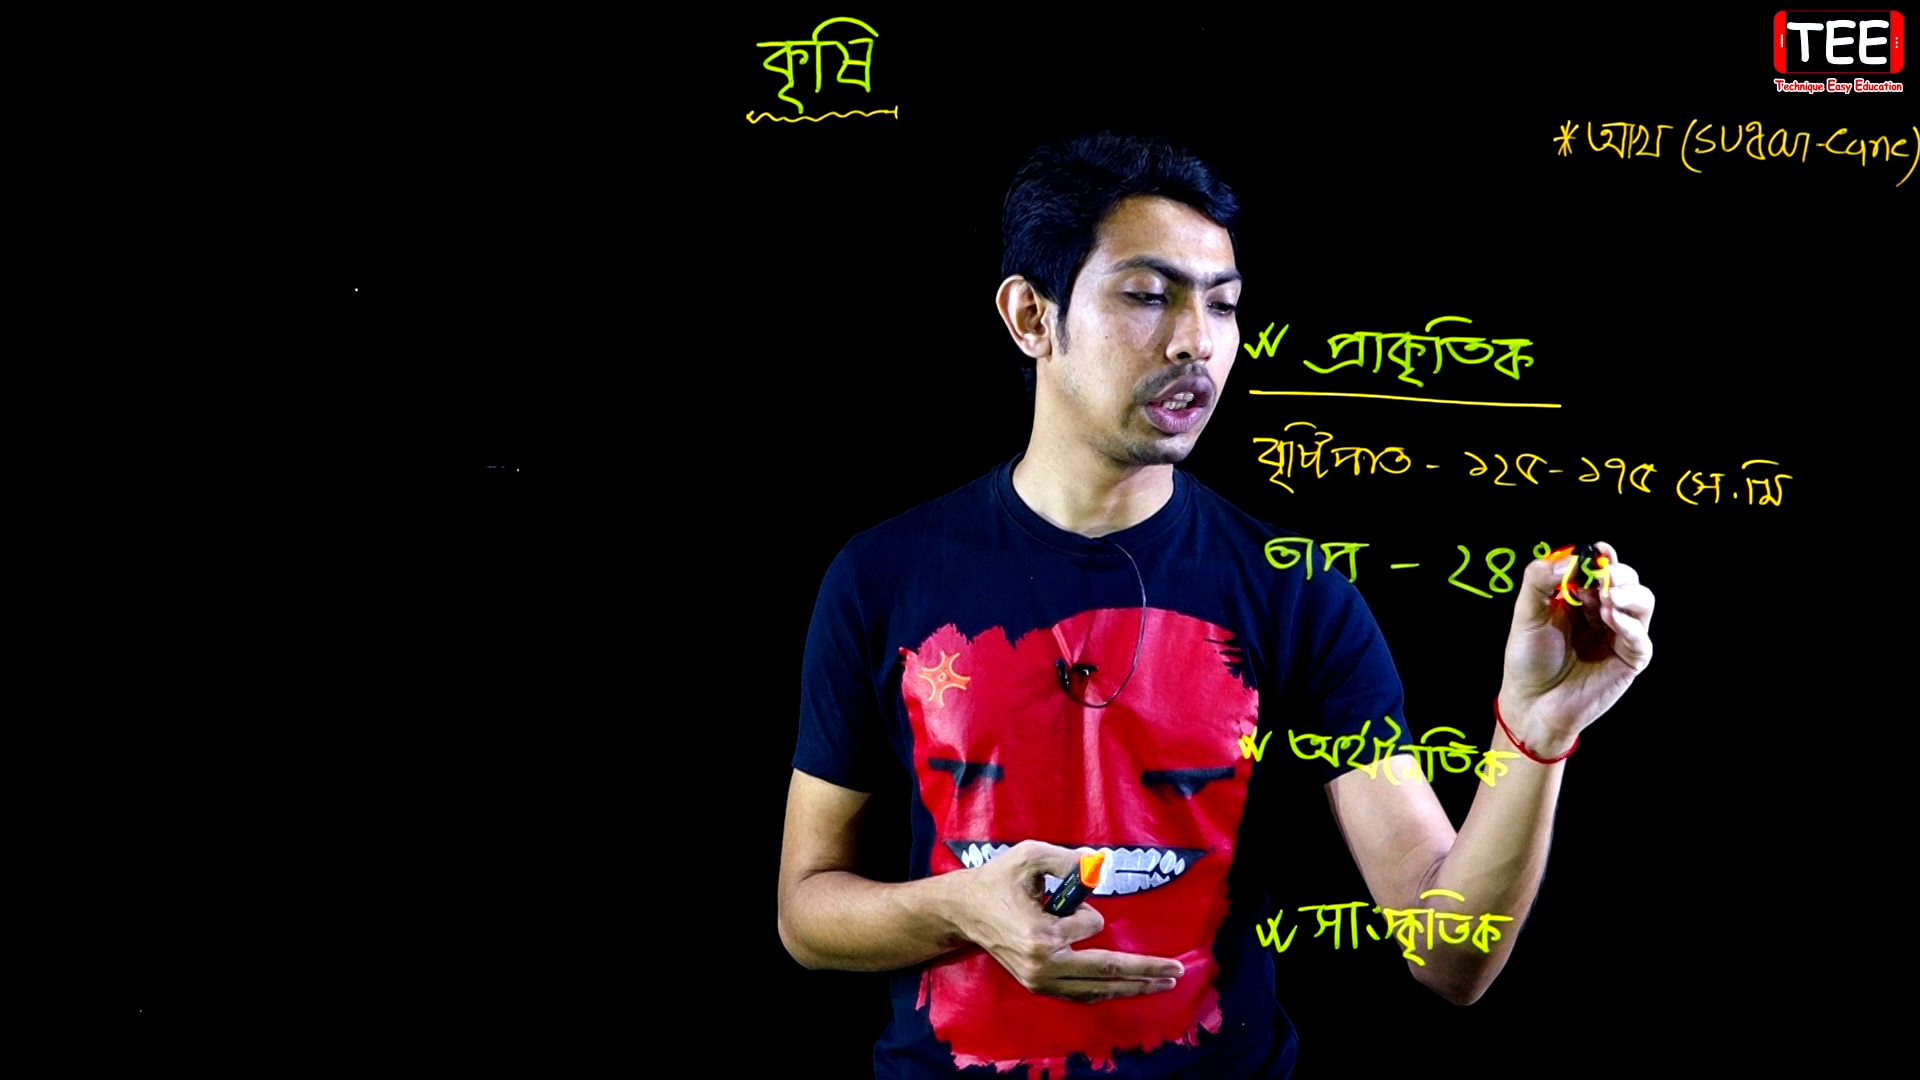 TEE
Technique Easy Education
কৃষি
* আখ (sugar-cane)
প্রাকৃতিক
বৃষ্টিপাত - ১২৫-১৭৫ সে.মি
তাপ - ২৪° সে
অর্থনৈতিক
সাংস্কৃতিক